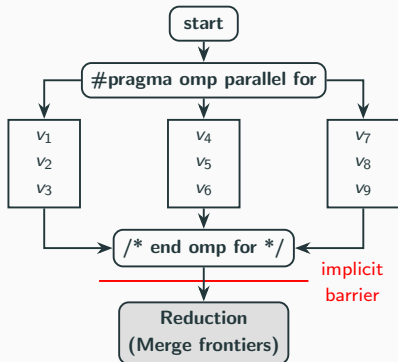 start
#pragma omp parallel for
v1
v2
v3
v4
v5
v6
v7
v8
v9
/* end omp for */
implicit
barrier
Reduction
(Merge frontiers)